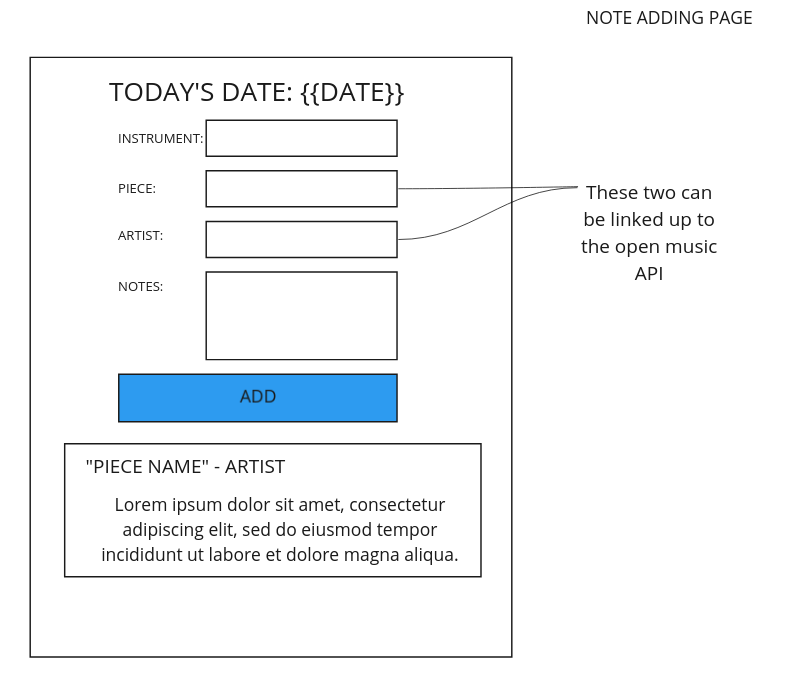 NOTE ADDING PAGE
TODAY'S DATE: {{DATE}}
INSTRUMENT:
PIECE:
ARTIST:
NOTES:
These two can
be linked up to
the open music
API
ADD
"PIECE NAME" - ARTIST
Lorem ipsum dolor sit amet, consectetur
adipiscing elit, sed do eiusmod tempor
incididunt ut labore et dolore magna aliqua.